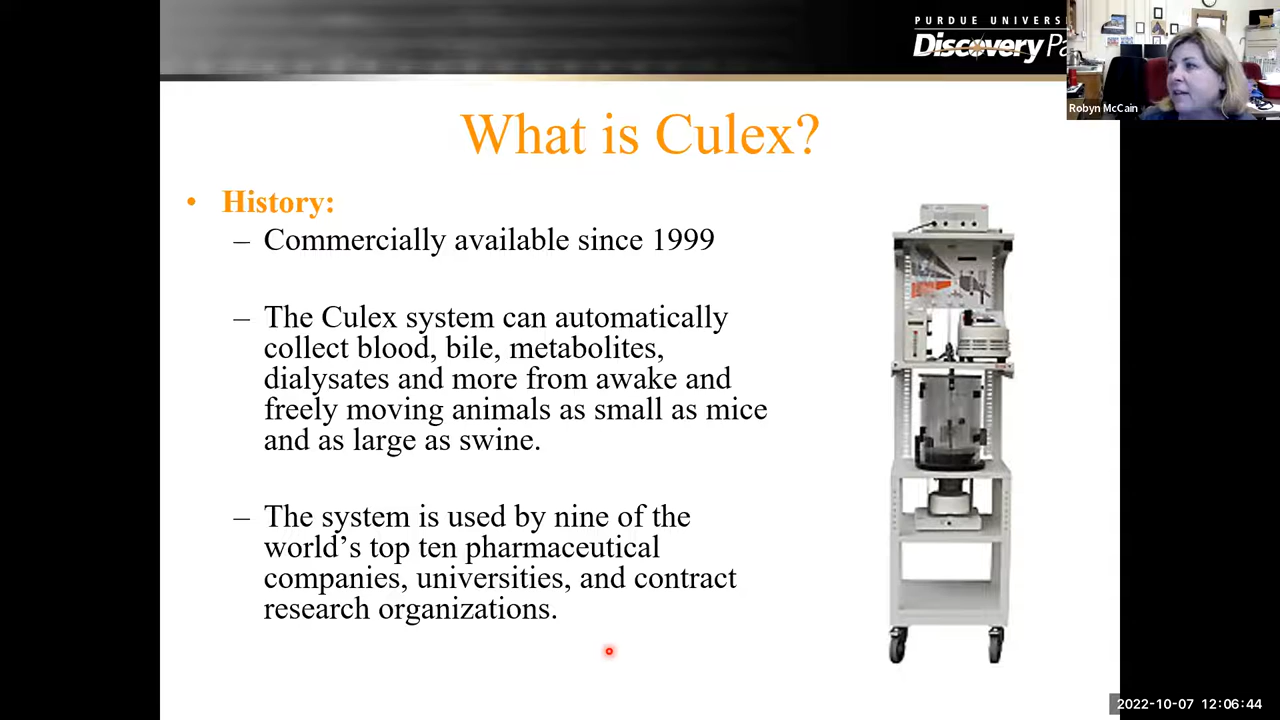 PURDUE UNIVERS
Discovery Pa
Robyn McCain
What is Culex?
• History:
– Commercially available since 1999
– The Culex system can automatically
collect blood, bile, metabolites,
dialysates and more from awake and
freely moving animals as small as mice
and as large as swine.
– The system is used by nine of the
world’s top ten pharmaceutical
companies, universities, and contract
research organizations.
2022-10-07 12:06:44